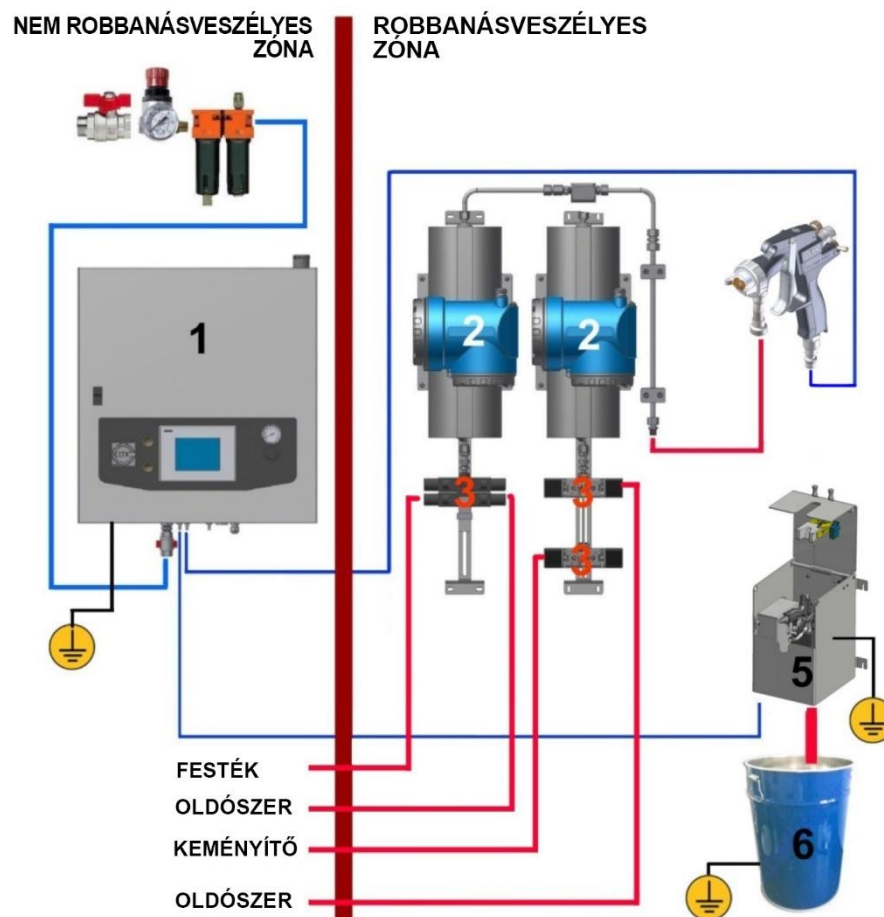 NEM ROBBANÁSVESZÉLYES
ZÓNA
ROBBANÁSVESZÉLYES
ZÓNA
1
2
2
3
3
3
5
6
FESTÉK
OLDÓSZER
KEMÉNYÍTŐ
OLDÓSZER